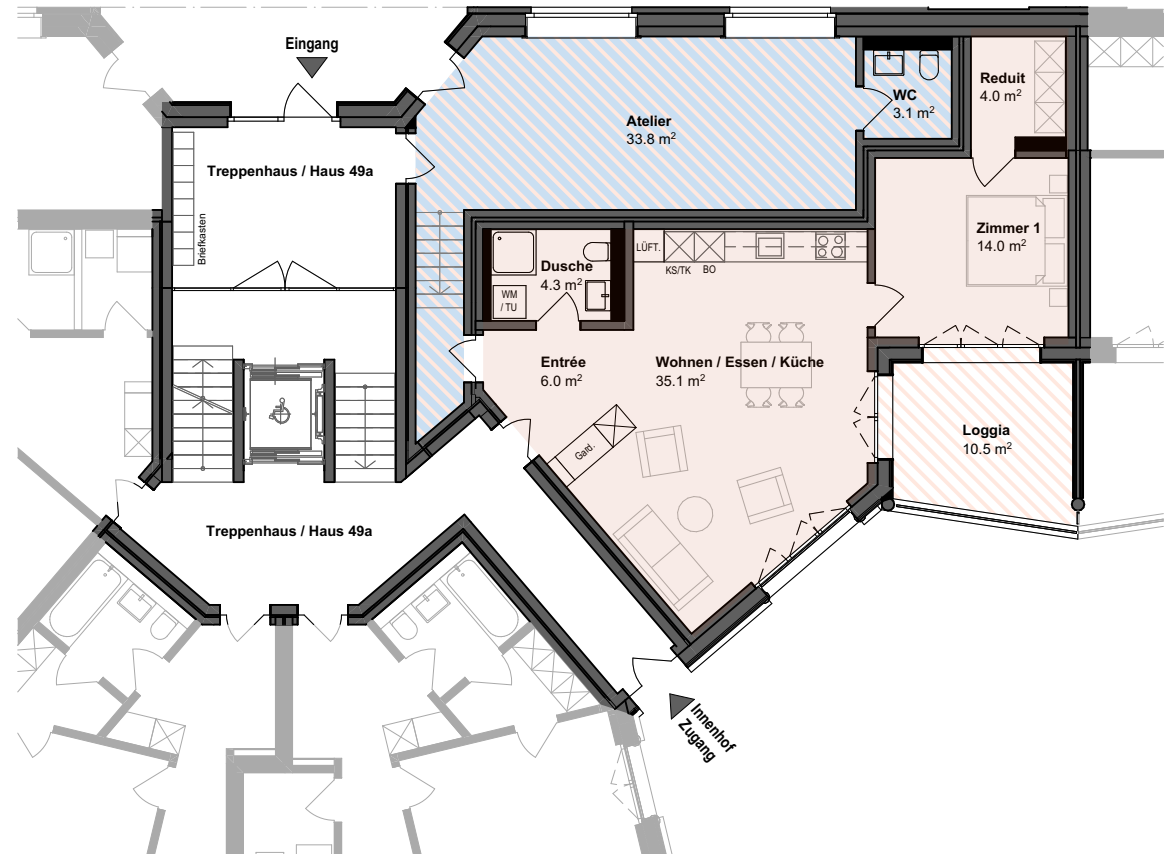 Eingang
Treppenhaus / Haus 49a
Briefkasten
Atelier
33.8 m²
WC
3.1 m²
Reduit
4.0 m²
Zimmer 1
14.0 m²
LÜFT.
KS/TK
BO
Dusche
4.3 m²
WM
/ TU
Entrée
6.0 m²
Wohnen / Essen / Küche
35.1 m²
Gard.
Loggia
10.5 m²
Treppenhaus / Haus 49a
Innenhof
Zugang